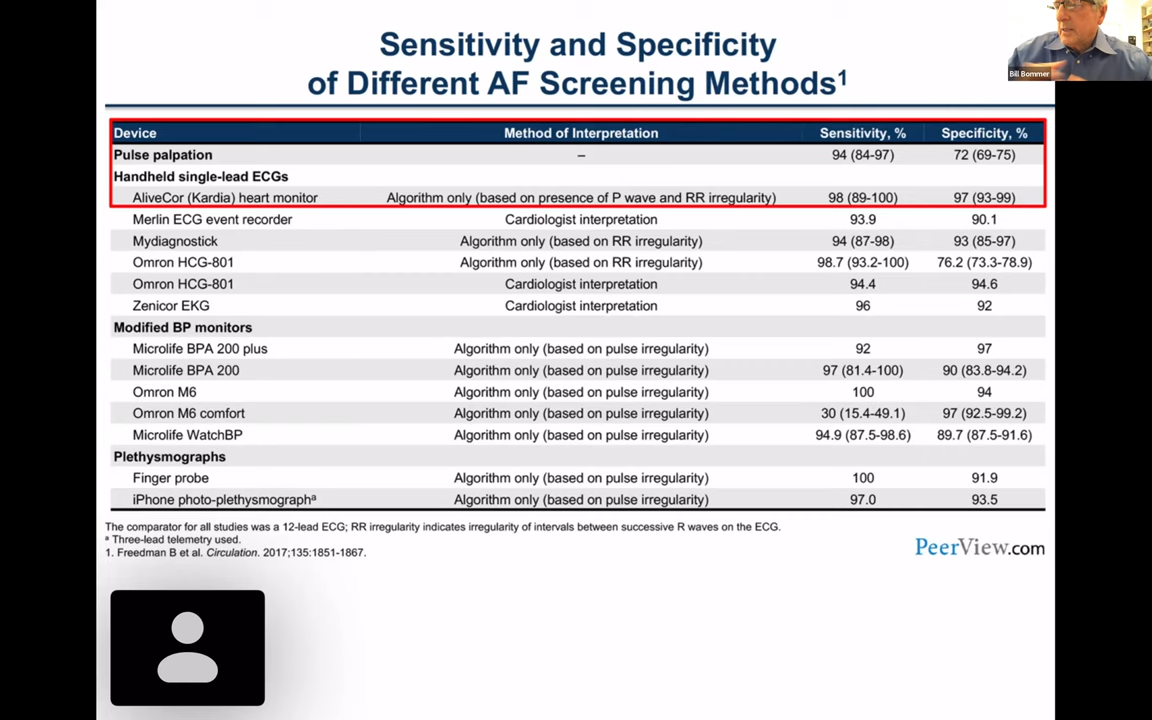 Sensitivity and Specificity
of Different AF Screening Methods1
Bill Bommer
Device Method of Interpretation Sensitivity, % Specificity, %
Pulse palpation – 94 (84-97) 72 (69-75)
Handheld single-lead ECGs
AliveCor (Kardia) heart monitor Algorithm only (based on presence of P wave and RR irregularity) 98 (89-100) 97 (93-99)
Merlin ECG event recorder Cardiologist interpretation 93.9 90.1
Mydiagnostick Algorithm only (based on RR irregularity) 94 (87-98) 93 (85-97)
Omron HCG-801 Algorithm only (based on RR irregularity) 98.7 (93.2-100) 76.2 (73.3-78.9)
Omron HCG-801 Cardiologist interpretation 94.4 94.6
Zenicor EKG Cardiologist interpretation 96 92
Modified BP monitors
Microlife BPA 200 plus Algorithm only (based on pulse irregularity) 92 97
Microlife BPA 200 Algorithm only (based on pulse irregularity) 97 (81.4-100) 90 (83.8-94.2)
Omron M6 Algorithm only (based on pulse irregularity) 100 94
Omron M6 comfort Algorithm only (based on pulse irregularity) 30 (15.4-49.1) 97 (92.5-99.2)
Microlife WatchBP Algorithm only (based on pulse irregularity) 94.9 (87.5-98.6) 89.7 (87.5-91.6)
Plethysmographs
Finger probe Algorithm only (based on pulse irregularity) 100 91.9
iPhone photo-plethysmographa Algorithm only (based on pulse irregularity) 97.0 93.5
The comparator for all studies was a 12-lead ECG; RR irregularity indicates irregularity of intervals between successive R waves on the ECG.
a Three-lead telemetry used.
1. Freedman B et al. Circulation. 2017;135:1851-1867.
PeerView.com